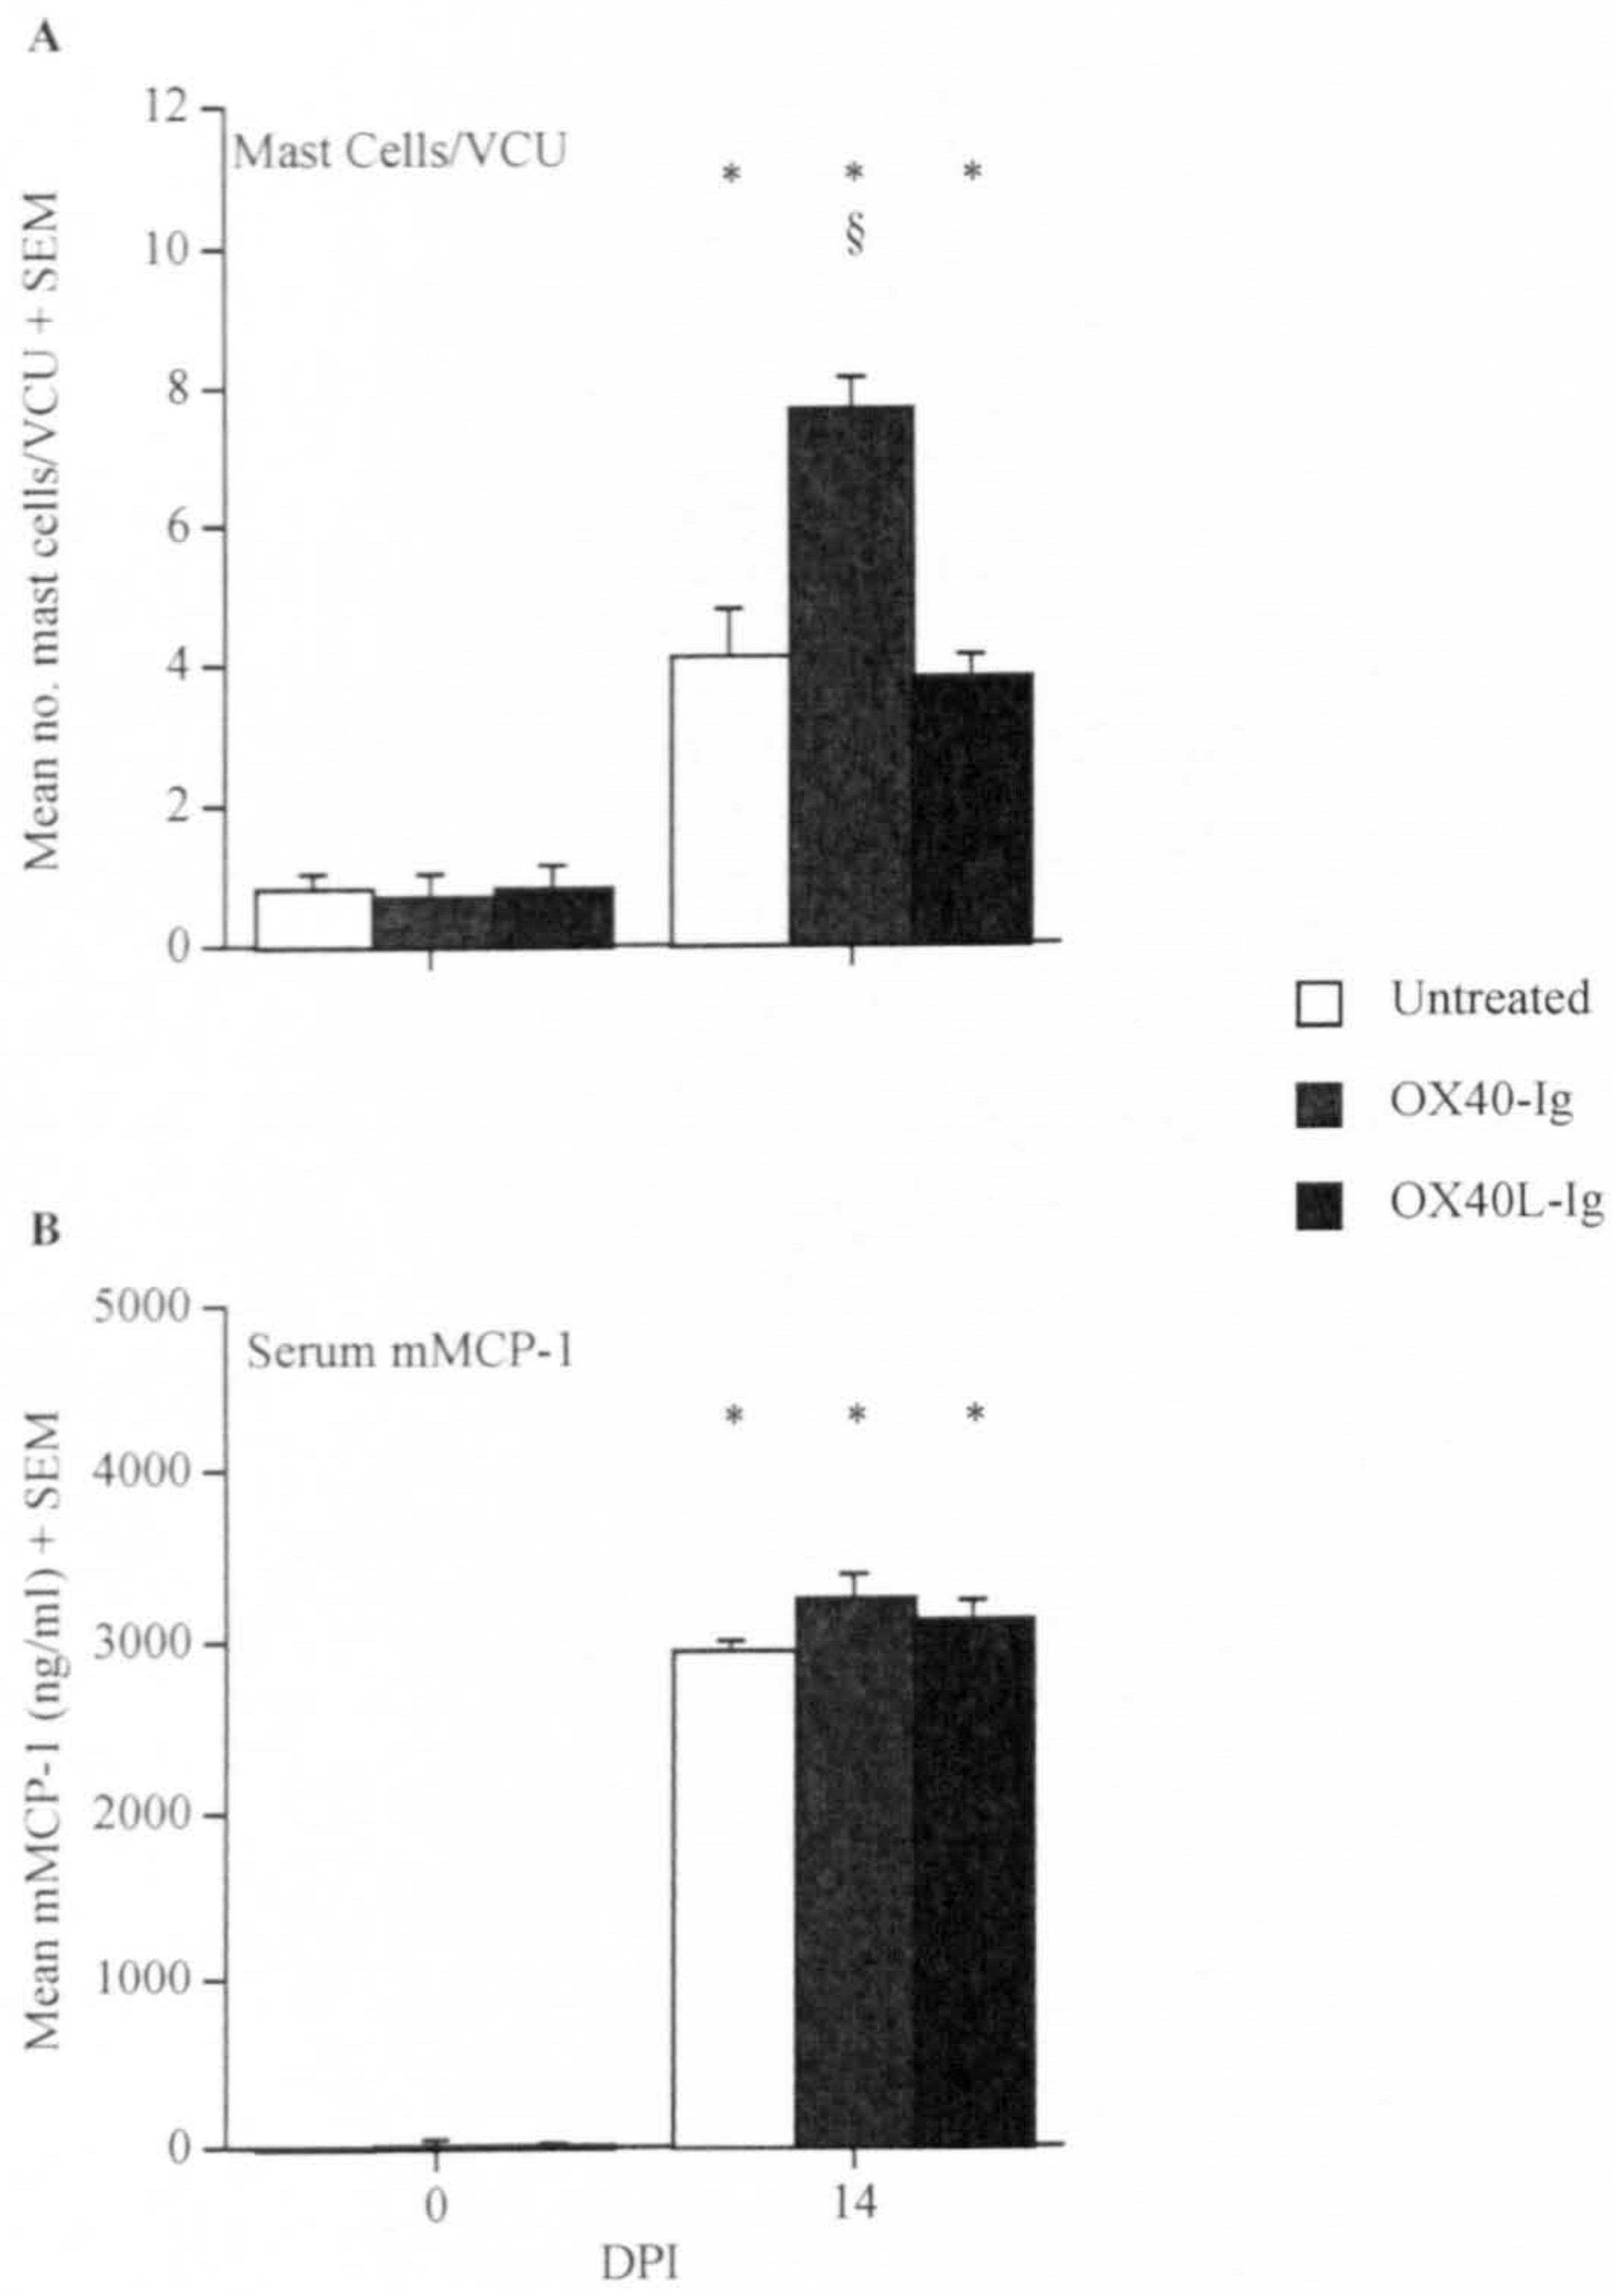 A
12
Mast Cells/VCU
* * *
§
10
8
6
4
2
0
Mean no. mast cells/VCU + SEM
Untreated
OX40-Ig
OX40L-Ig
B
5000
Serum mMCP-1
* * *
4000
3000
2000
1000
0
Mean mMCP-1 (ng/ml) + SEM
0 14
DPI